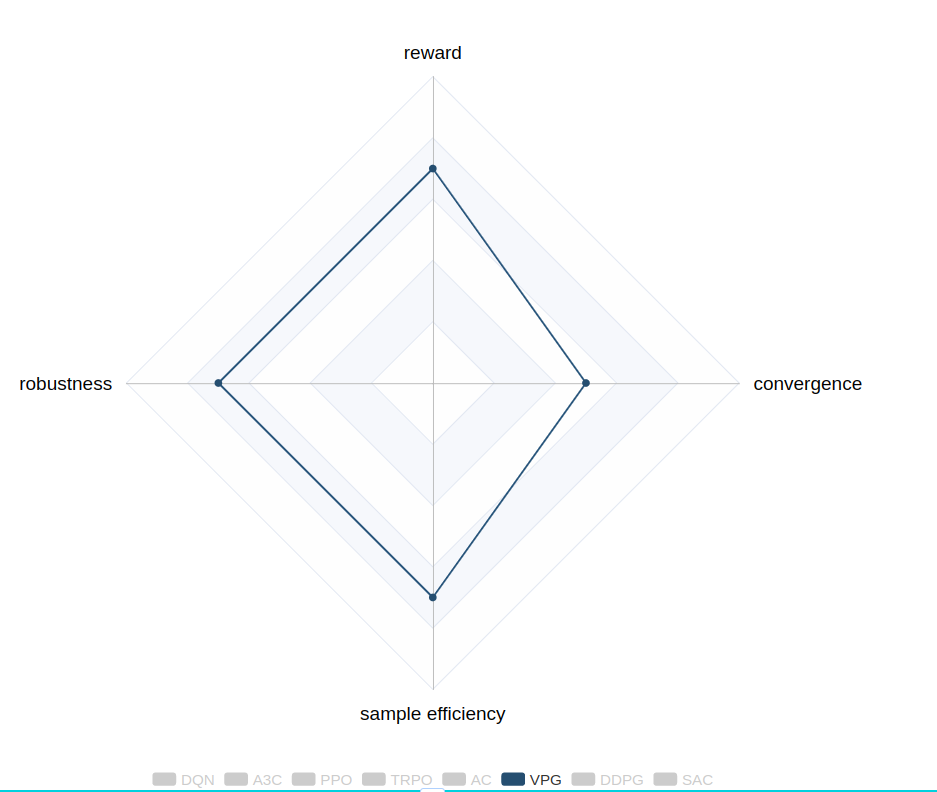 reward
robustness
convergence
sample efficiency
DQN A3C PPO TRPO AC VPG DDPG SAC